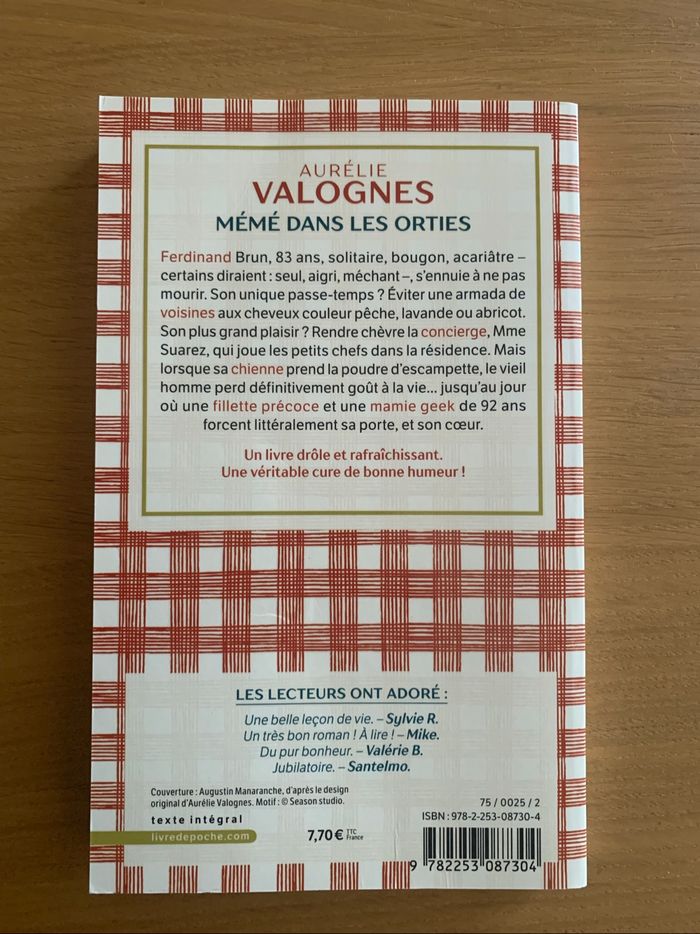 AURÉLIE
VALOGNES
MÉMÉ DANS LES ORTIES
Ferdinand Brun, 83 ans, solitaire, bougon, acariâtre –
certains diraient : seul, aigri, méchant –, s'ennuie à ne pas
mourir. Son unique passe-temps ? Éviter une armada de
voisines aux cheveux couleur pêche, lavande ou abricot.
Son plus grand plaisir ? Rendre chèvre la concierge, Mme
Suarez, qui joue les petits chefs dans la résidence. Mais
lorsque sa chienne prend la poudre d'escampette, le vieil
homme perd définitivement goût à la vie... jusqu'au jour
où une fillette précoce et une mamie geek de 92 ans
forcent littéralement sa porte, et son cœur.
Un livre drôle et rafraîchissant.
Une véritable cure de bonne humeur !
LES LECTEURS ONT ADORÉ :
Une belle leçon de vie. – Sylvie R.
Un très bon roman ! À lire ! – Mike.
Du pur bonheur. – Valérie B.
Jubilatoire. – Santelmo.
Couverture : Augustin Manaranche, d'après le design
original d'Aurélie Valognes. Motif : © Season studio.
texte intégral
livredepoche.com
7,70 € TTC France
75 / 0025 / 2
ISBN : 978-2-253-08730-4
9 782253 087304